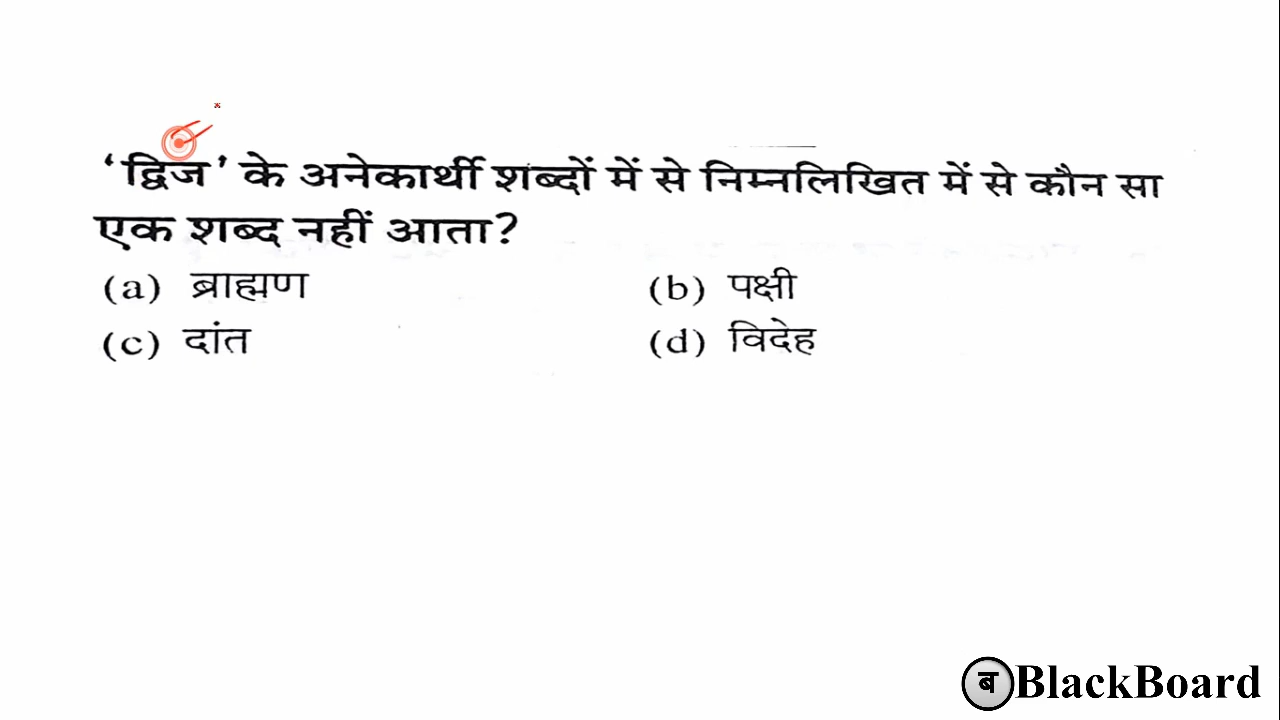 'द्विज' के अनेकार्थी शब्दों में से निम्नलिखित में से कौन सा
एक शब्द नहीं आता?
(a) ब्राह्मण (b) पक्षी
(c) दांत (d) विदेह
ब BlackBoard